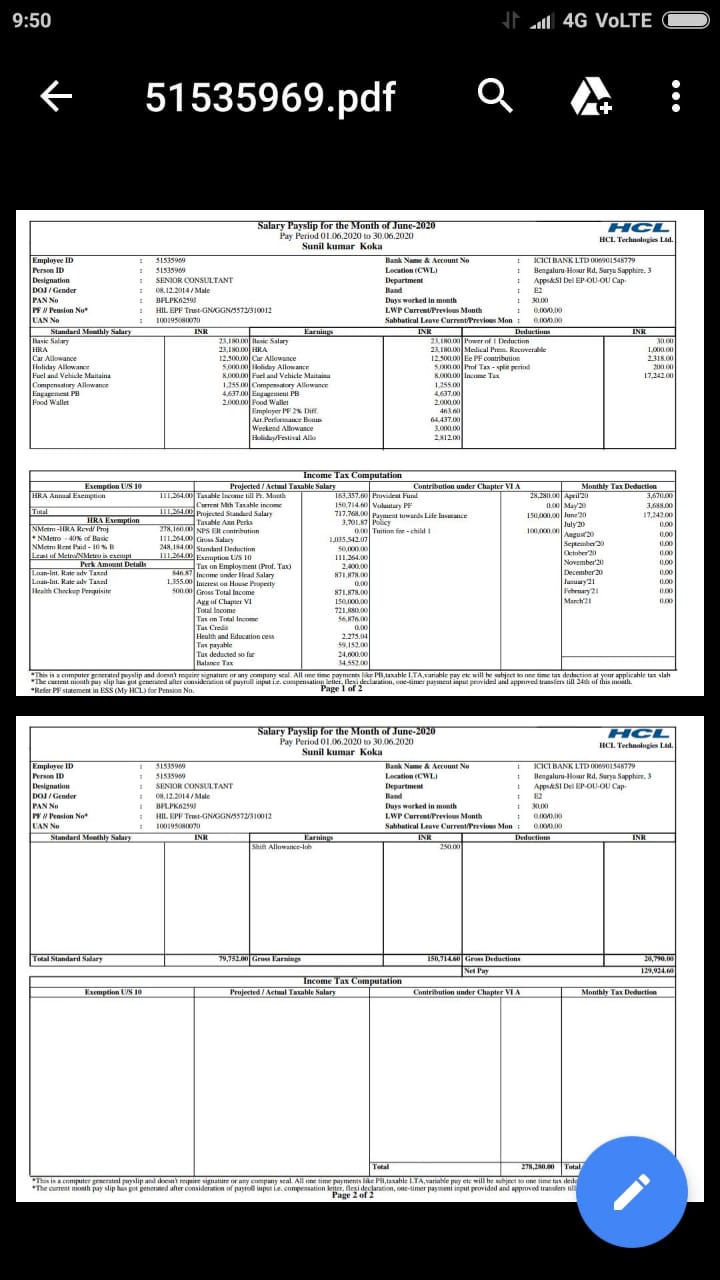 9:50
4G VoLTE
51535969.pdf
Salary Payslip for the Month of June-2020
Pay Period 01.06.2020 to 30.06.2020
Sunil kumar Koka
HCL
HCL Technologies Ltd.
Employee ID : 51535969 Bank Name & Account No : ICICI BANK LTD 006901548779
Person ID : 51535969 Location (CWL) : Bengaluru-Hosur Rd, Surya Sapphire, 3
Designation : SENIOR CONSULTANT Department : Apps&SI Del EP-OU-OU Cap-
DOJ / Gender : 08.12.2014 / Male Band : E2
PAN No : BFLPK6259J Days worked in month : 30.00
PF // Pension No* : HIL EPF Trust-GN/GGN/5572/310012 LWP Current/Previous Month : 0.00/0.00
UAN No : 100195080070 Sabbatical Leave Current/Previous Mon : 0.00/0.00
Standard Monthly Salary INR Earnings INR Deductions INR
Basic Salary 23,180.00 Basic Salary 23,180.00 Power of 1 Deduction 30.00
HRA 23,180.00 HRA 23,180.00 Medical Prem. Recoverable 1,000.00
Car Allowance 12,500.00 Car Allowance 12,500.00 Ee PF contribution 2,318.00
Holiday Allowance 5,000.00 Holiday Allowance 5,000.00 Prof Tax - split period 200.00
Fuel and Vehicle Maitaina 8,000.00 Fuel and Vehicle Maitaina 8,000.00 Income Tax 17,242.00
Compensatory Allowance 1,255.00 Compensatory Allowance 1,255.00
Engagement PB 4,637.00 Engagement PB 4,637.00
Food Wallet 2,000.00 Food Wallet 2,000.00
Employer PF 2% Diff. 463.60
Arr.Performance Bonus 64,437.00
Weekend Allowance 3,000.00
Holiday/Festival Allo 2,812.00
Income Tax Computation
Exemption U/S 10 Projected / Actual Taxable Salary Contribution under Chapter VI A Monthly Tax Deduction
HRA Annual Exemption 111,264.00 Taxable Income till Pr. Month 163,357.60 Provident Fund 28,280.00 April'20 3,670.00
Current Mth Taxable income 150,714.60 Voluntary PF 0.00 May'20 3,688.00
Total 111,264.00 Projected Standard Salary 717,768.00 Payment towards Life Insurance 150,000.00 June'20 17,242.00
HRA Exemption Taxable Ann Perks 3,701.87 Policy July'20 0.00
NMetro -HRA Rcvd/ Proj 278,160.00 NPS ER contribution 0.00 Tuition fee - child 1 100,000.00 August'20 0.00
* NMetro - 40% of Basic 111,264.00 Gross Salary 1,035,542.07 September'20 0.00
NMetro Rent Paid - 10 % B 248,184.00 Standard Deduction 50,000.00 October'20 0.00
Least of Metro/NMetro is exempt 111,264.00 Exemption U/S 10 111,264.00 November'20 0.00
Perk Amount Details Tax on Employment (Prof. Tax) 2,400.00 December'20 0.00
Loan-Int. Rate adv Taxed 846.87 Income under Head Salary 871,878.00 January'21 0.00
Loan-Int. Rate adv Taxed 1,355.00 Interest on House Property 0.00 February'21 0.00
Health Checkup Perquisite 500.00 Gross Total Income 871,878.00 March'21 0.00
Agg of Chapter VI 150,000.00
Total Income 721,880.00
Tax on Total Income 56,876.00
Tax Credit 0.00
Health and Education cess 2,275.04
Tax payable 59,152.00
Tax deducted so far 24,600.00
Balance Tax 34,552.00
*This is a computer generated payslip and doesn't require signature or any company seal. All one time payments like PB,taxable LTA,variable pay etc will be subject to one time tax deduction at your applicable tax slab
*The current month pay slip has got generated after consideration of payroll input i.e. compensation letter, flexi declaration, one-timer payment input provided and approved transfers till 24th of this month.
*Refer PF statement in ESS (My HCL) for Pension No. Page 1 of 2
Salary Payslip for the Month of June-2020
Pay Period 01.06.2020 to 30.06.2020
Sunil kumar Koka
HCL
HCL Technologies Ltd.
Employee ID : 51535969 Bank Name & Account No : ICICI BANK LTD 006901548779
Person ID : 51535969 Location (CWL) : Bengaluru-Hosur Rd, Surya Sapphire, 3
Designation : SENIOR CONSULTANT Department : Apps&SI Del EP-OU-OU Cap-
DOJ / Gender : 08.12.2014 / Male Band : E2
PAN No : BFLPK6259J Days worked in month : 30.00
PF // Pension No* : HIL EPF Trust-GN/GGN/5572/310012 LWP Current/Previous Month : 0.00/0.00
UAN No : 100195080070 Sabbatical Leave Current/Previous Mon : 0.00/0.00
Standard Monthly Salary INR Earnings INR Deductions INR
Shift Allowance-Iob 250.00
Total Standard Salary 79,752.00 Gross Earnings 150,714.60 Gross Deductions 20,790.00
Net Pay 129,924.60
Income Tax Computation
Exemption U/S 10 Projected / Actual Taxable Salary Contribution under Chapter VI A Monthly Tax Deduction
Total 278,280.00 Total
*This is a computer generated payslip and doesn't require signature or any company seal. All one time payments like PB,taxable LTA,variable pay etc will be subject to one time tax dedu
*The current month pay slip has got generated after consideration of payroll input i.e. compensation letter, flexi declaration, one-timer payment input provided and approved transfers till
Page 2 of 2